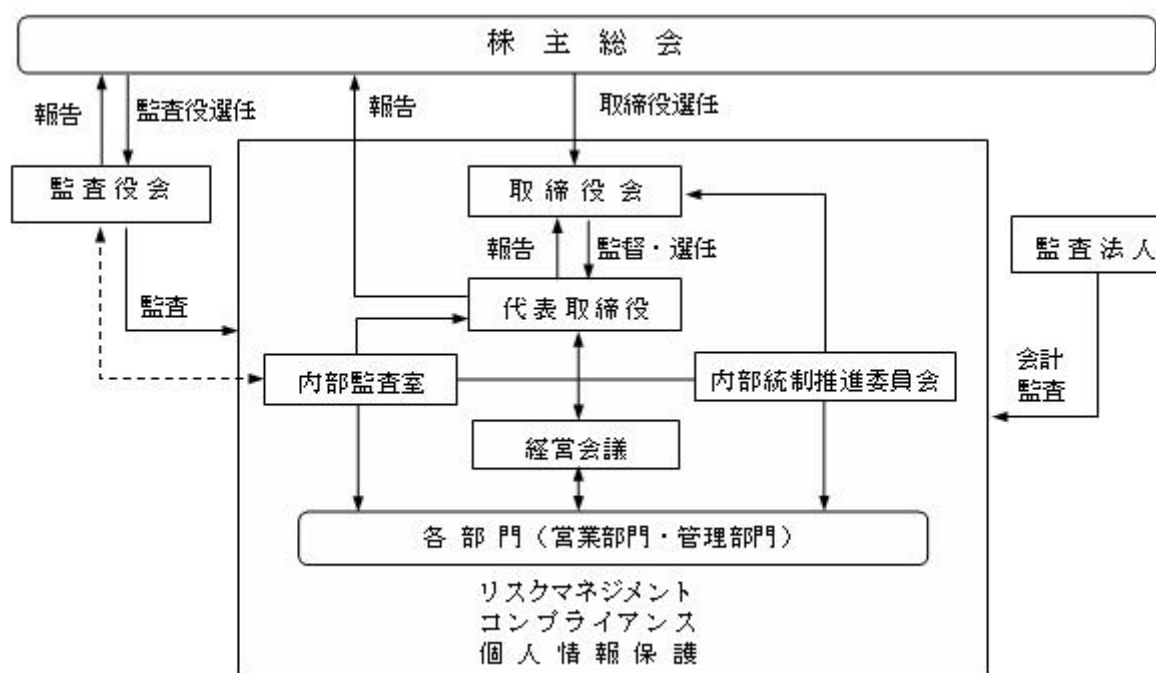 株主総会
報告
監査役選任
報告
取締役選任
監査役会
取締役会
監査法人
報告
監督・選任
代表取締役
監査
内部監査室
内部統制推進委員会
会計
監査
経営会議
各部門（営業部門・管理部門）
リスクマネジメント
コンプライアンス
個人情報保護